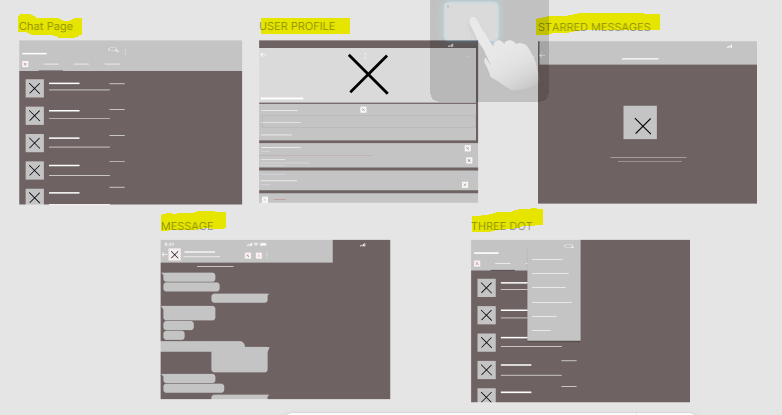 Chat Page
USER PROFILE
STARRED MESSAGES
MESSAGE
THREE DOT